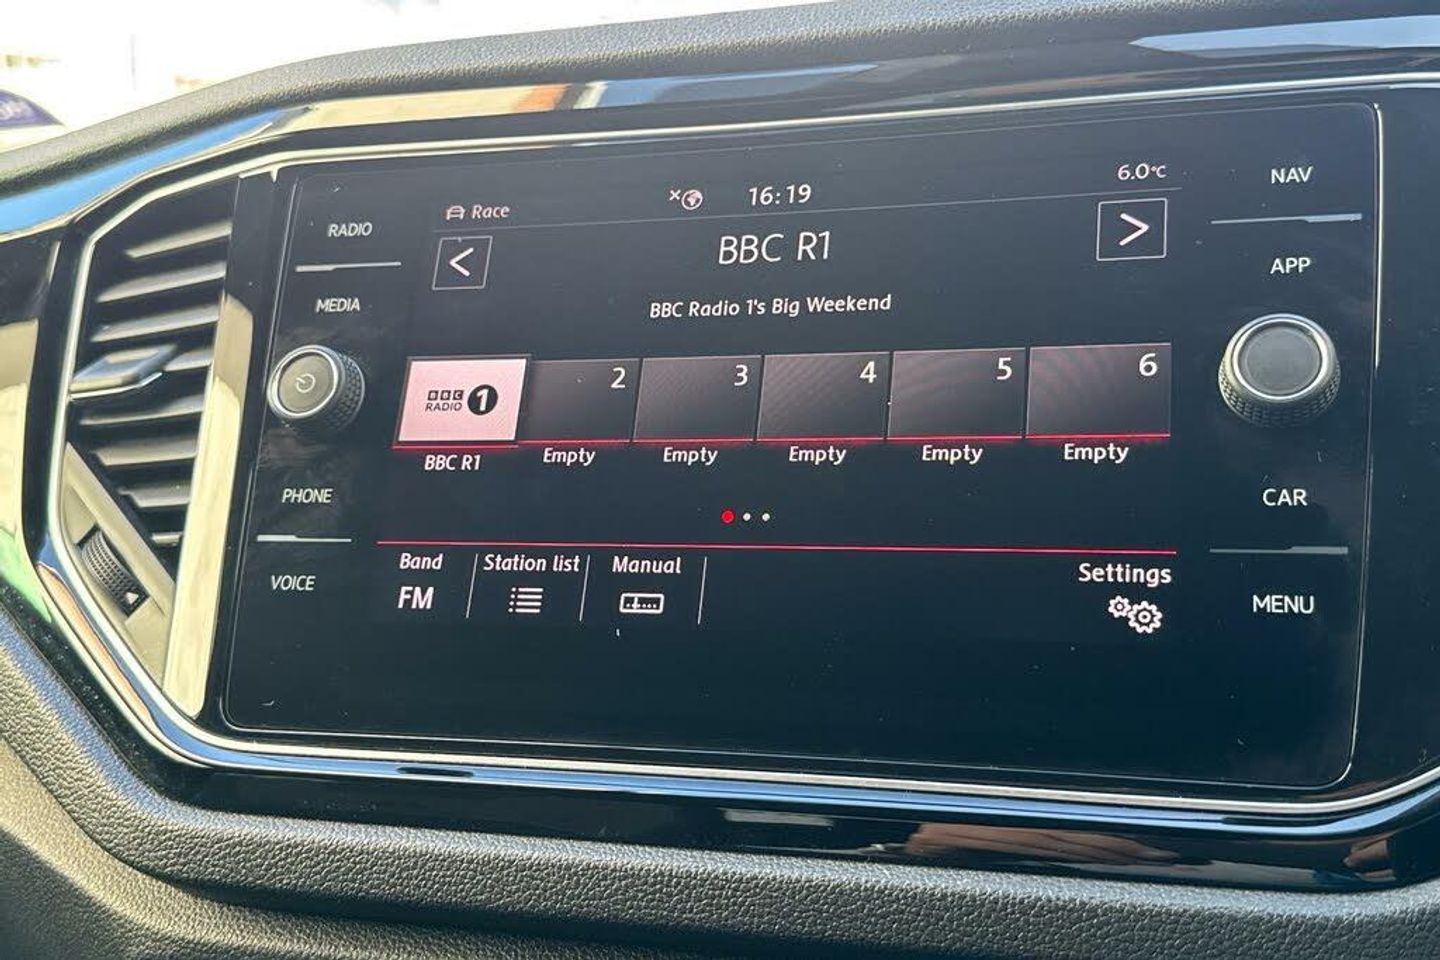 Race
16:19
6.0°C
NAV
RADIO
<
BBC R1
>
APP
MEDIA
BBC Radio 1's Big Weekend
BBC
RADIO 1
2
3
4
5
6
BBC R1
Empty
Empty
Empty
Empty
Empty
PHONE
CAR
Band
Station list
Manual
Settings
VOICE
FM
MENU